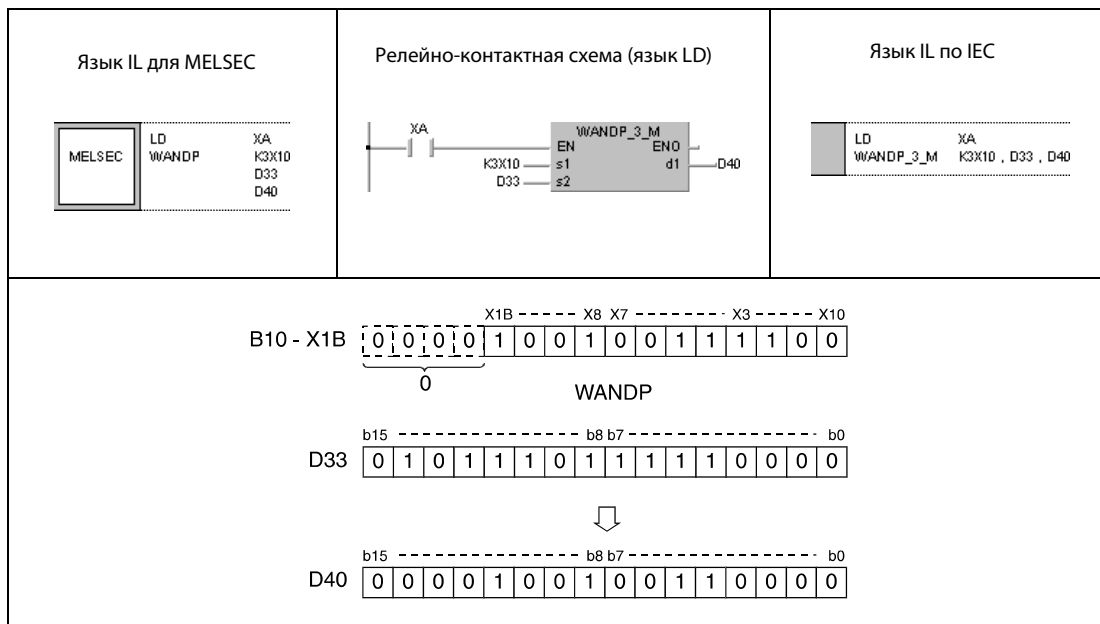 Язык IL для MELSEC
MELSEC
LD XA
WANDP K3X10
D33
D40
Релейно-контактная схема (язык LD)
XA
WANDP_3_M
EN ENO
K3X10 s1 d1 D40
D33 s2
Язык IL по IEC
LD XA
WANDP_3_M K3X10 , D33 , D40
X1B X8 X7 X3 X10
B10 - X1B 0 0 0 0 1 0 0 1 0 0 1 1 1 1 0 0
0
WANDP
b15 b8 b7 b0
D33 0 1 0 1 1 1 0 1 1 1 1 1 0 0 0 0
b15 b8 b7 b0
D40 0 0 0 0 1 0 0 1 0 0 1 1 0 0 0 0